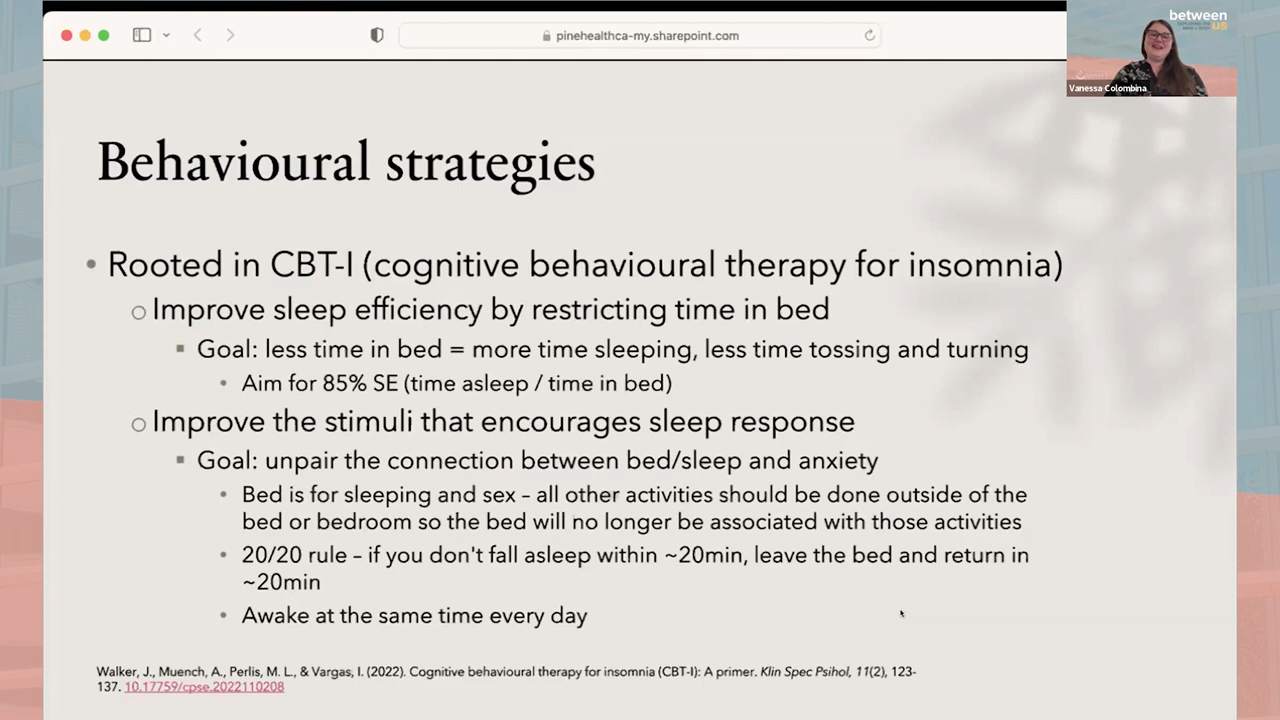 pinehealthca-my.sharepoint.com
between
us
Vanessa Colombina
Behavioural strategies
• Rooted in CBT-I (cognitive behavioural therapy for insomnia)
○ Improve sleep efficiency by restricting time in bed
▪ Goal: less time in bed = more time sleeping, less time tossing and turning
• Aim for 85% SE (time asleep / time in bed)
○ Improve the stimuli that encourages sleep response
▪ Goal: unpair the connection between bed/sleep and anxiety
• Bed is for sleeping and sex – all other activities should be done outside of the
bed or bedroom so the bed will no longer be associated with those activities
• 20/20 rule – if you don't fall asleep within ~20min, leave the bed and return in
~20min
• Awake at the same time every day
Walker, J., Muench, A., Perlis, M. L., & Vargas, I. (2022). Cognitive behavioural therapy for insomnia (CBT-I): A primer. Klin Spec Psihol, 11(2), 123-
137. 10.17759/cpse.2022110208